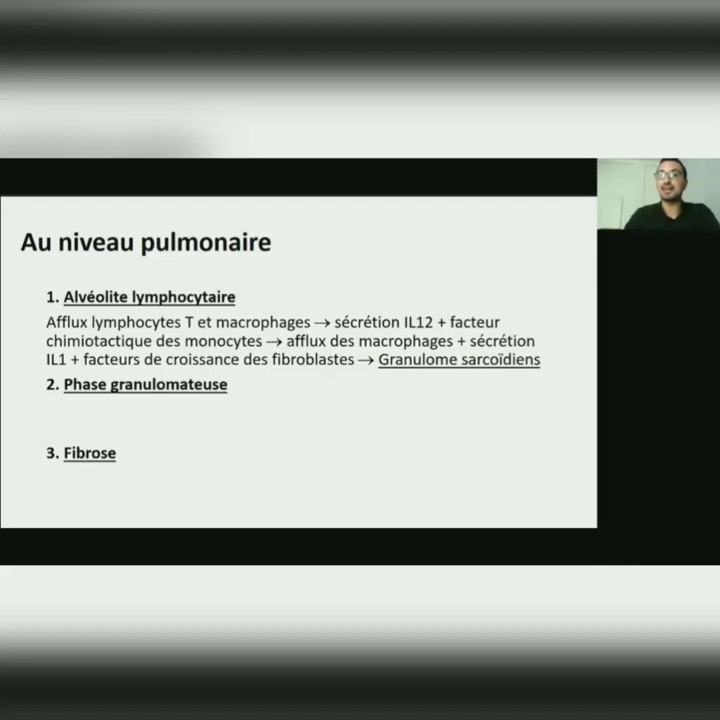 Au niveau pulmonaire
1. Alvéolite lymphocytaire
Afflux lymphocytes T et macrophages → sécrétion IL12 + facteur
chimiotactique des monocytes → afflux des macrophages + sécrétion
IL1 + facteurs de croissance des fibroblastes → Granulome sarcoïdiens
2. Phase granulomateuse
3. Fibrose